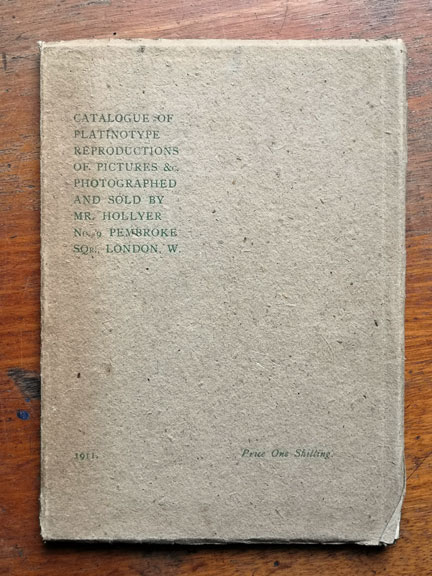 CATALOGUE OF
PLATINOTYPE
REPRODUCTIONS
OF PICTURES &c.
PHOTOGRAPHED
AND SOLD BY
MR. HOLLYER
No. 9 PEMBROKE
SQR., LONDON, W.
1911.
Price One Shilling.